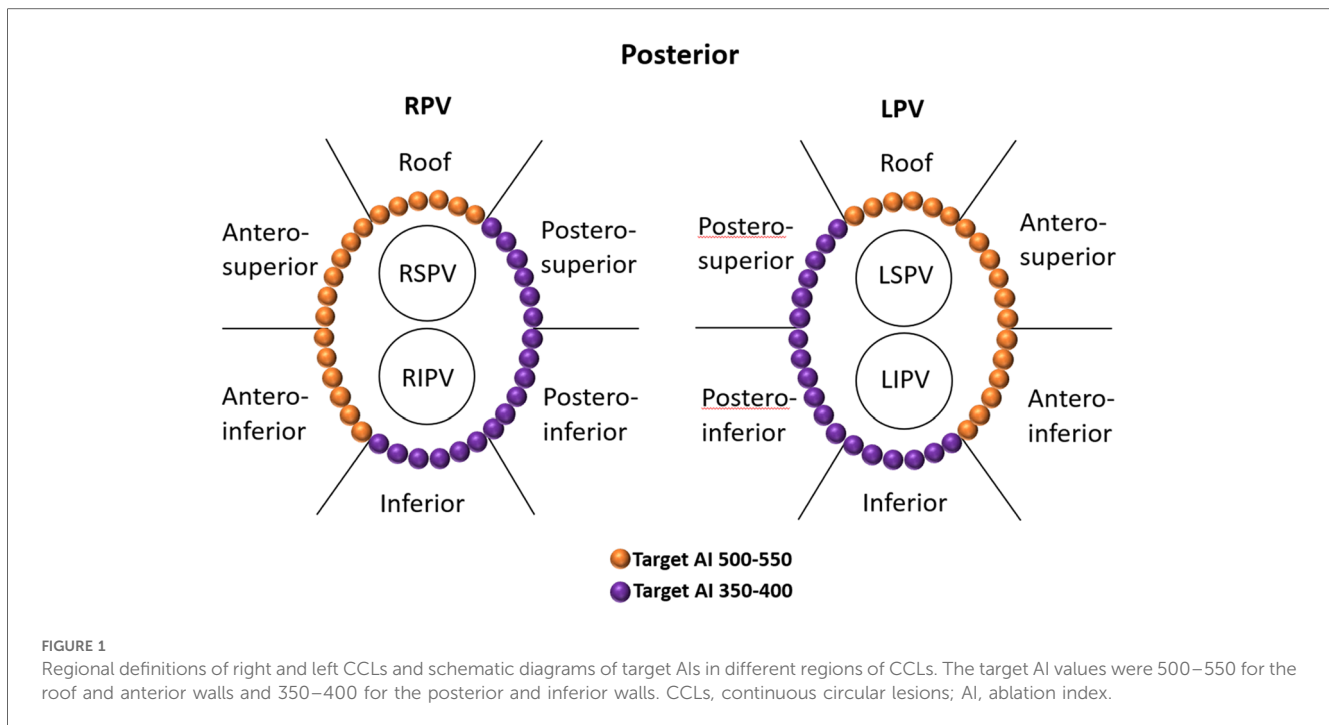 Posterior
RPV
LPV
Roof
Roof
Antero-
superior
RSPV
Postero-
superior
Postero-
superior
LSPV
Antero-
superior
Antero-
inferior
RIPV
Postero-
inferior
Postero-
inferior
LIPV
Antero-
inferior
Inferior
Inferior
Target AI 500-550
Target AI 350-400
FIGURE 1
Regional definitions of right and left CCLs and schematic diagrams of target AIs in different regions of CCLs. The target AI values were 500–550 for the
roof and anterior walls and 350–400 for the posterior and inferior walls. CCLs, continuous circular lesions; AI, ablation index.